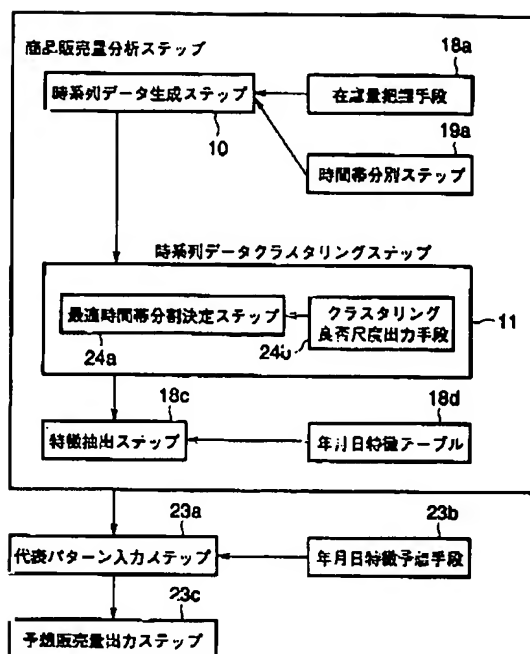 商品販売量分析ステップ
18a
時系列データ生成ステップ
在庫量把握手段
10
19a
時間帯分別ステップ
時系列データクラスタリングステップ
最適時間帯分割決定ステップ
クラスタリング
良否尺度出力手段
11
24a
24b
18c
18d
特徴抽出ステップ
年月日特徴テーブル
23a
23b
代表パターン入力ステップ
年月日特徴予想手段
23c
予想販売量出力ステップ